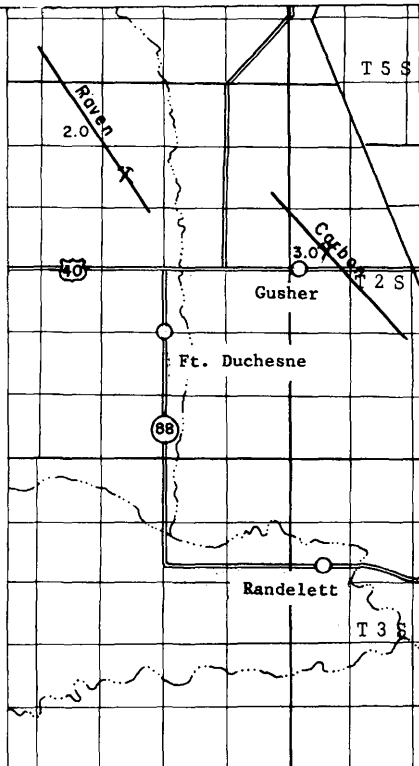 T 5 S
Raven
2.0
Carbon
3.0
40
T 2 S
Gusher
Ft. Duchesne
88
Randelett
T 3 S